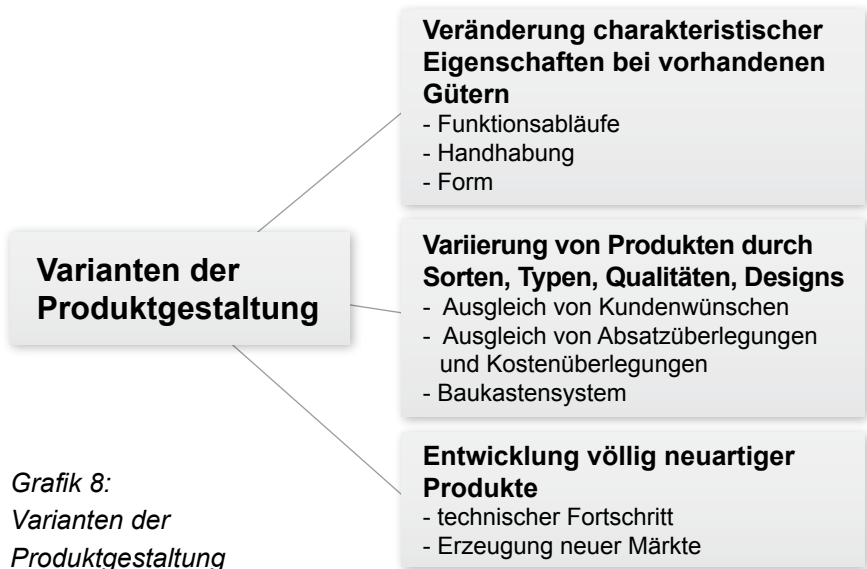 Varianten der
Produktgestaltung
Veränderung charakteristischer
Eigenschaften bei vorhandenen
Gütern
- Funktionsabläufe
- Handhabung
- Form
Variierung von Produkten durch
Sorten, Typen, Qualitäten, Designs
- Ausgleich von Kundenwünschen
- Ausgleich von Absatzüberlegungen
und Kostenüberlegungen
- Baukastensystem
Entwicklung völlig neuartiger
Produkte
- technischer Fortschritt
- Erzeugung neuer Märkte
Grafik 8:
Varianten der
Produktgestaltung